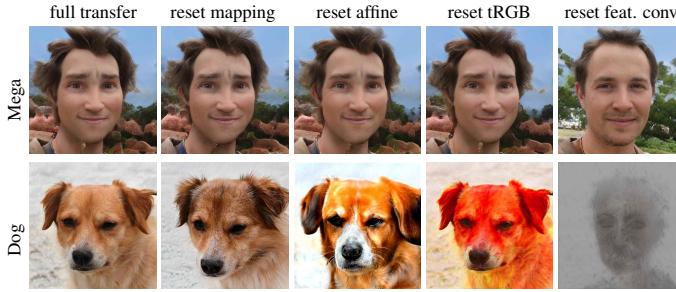 full transfer reset mapping reset affine reset tRGB reset feat. conv
Mega
Dog